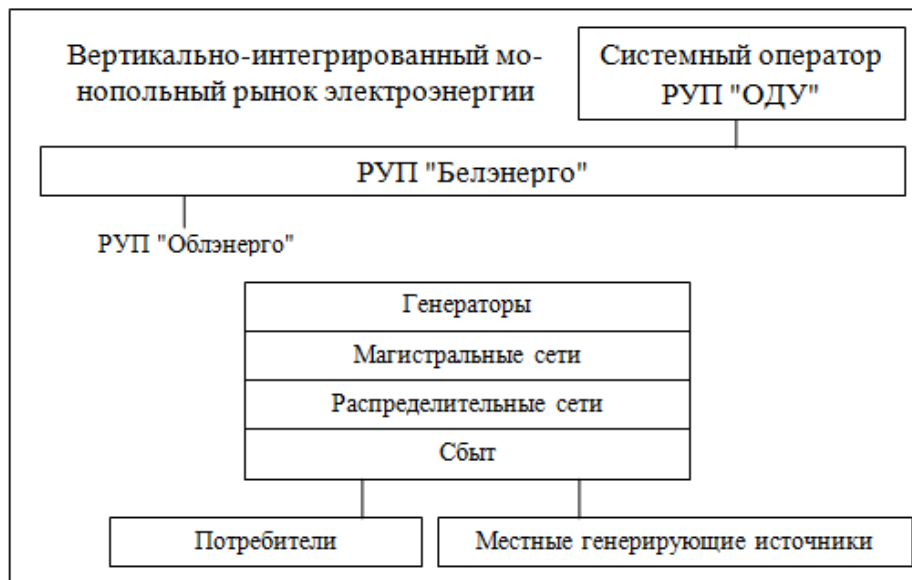 Вертикально-интегрированный мо-
нопольный рынок электроэнергии
Системный оператор
РУП "ОДУ"
РУП "Белэнерго"
РУП "Облэнерго"
Генераторы
Магистральные сети
Распределительные сети
Сбыт
Потребители
Местные генерирующие источники